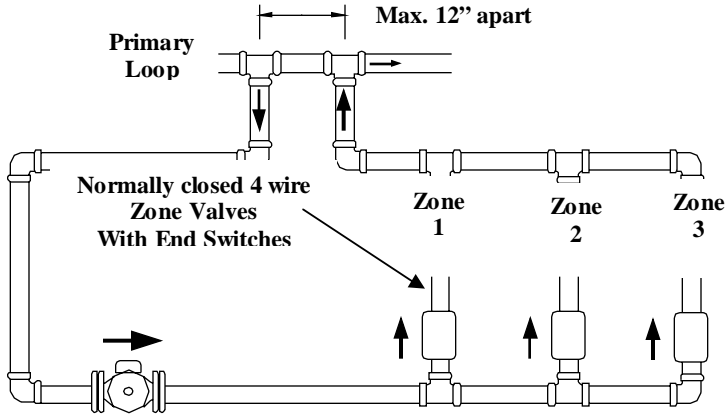 Max. 12” apart
Primary
Loop
Normally closed 4 wire
Zone Valves
With End Switches
Zone
1
Zone
2
Zone
3